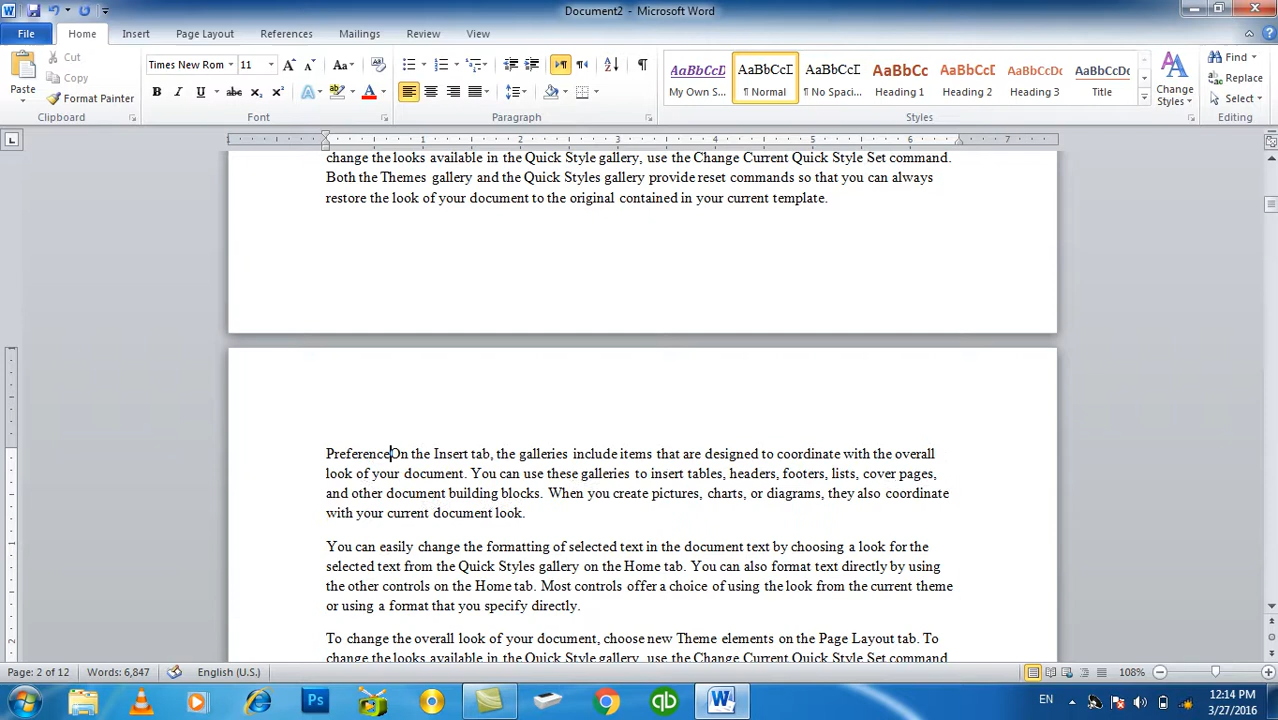 Document2 - Microsoft Word
File Home Insert Page Layout References Mailings Review View
Paste
Cut
Copy
Format Painter
Clipboard
Times New Rom 11
Font
Paragraph
AaBbCcD AaBbCcD AaBbCcD AaBbCc AaBbCcD AaBbCcDc AaBbCcDc
My Own S... ¶ Normal ¶ No Spaci... Heading 1 Heading 2 Heading 3 Title
Change
Styles
Styles
Find
Replace
Select
Editing
1 1 2 3 4 5 6 7
change the looks available in the Quick Style gallery, use the Change Current Quick Style Set command.
Both the Themes gallery and the Quick Styles gallery provide reset commands so that you can always
restore the look of your document to the original contained in your current template.
PreferenceOn the Insert tab, the galleries include items that are designed to coordinate with the overall
look of your document. You can use these galleries to insert tables, headers, footers, lists, cover pages,
and other document building blocks. When you create pictures, charts, or diagrams, they also coordinate
with your current document look.
You can easily change the formatting of selected text in the document text by choosing a look for the
selected text from the Quick Styles gallery on the Home tab. You can also format text directly by using
the other controls on the Home tab. Most controls offer a choice of using the look from the current theme
or using a format that you specify directly.
To change the overall look of your document, choose new Theme elements on the Page Layout tab. To
change the looks available in the Quick Style gallery, use the Change Current Quick Style Set command
Page: 2 of 12 Words: 6,847 English (U.S.) 108%
EN 12:14 PM
3/27/2016